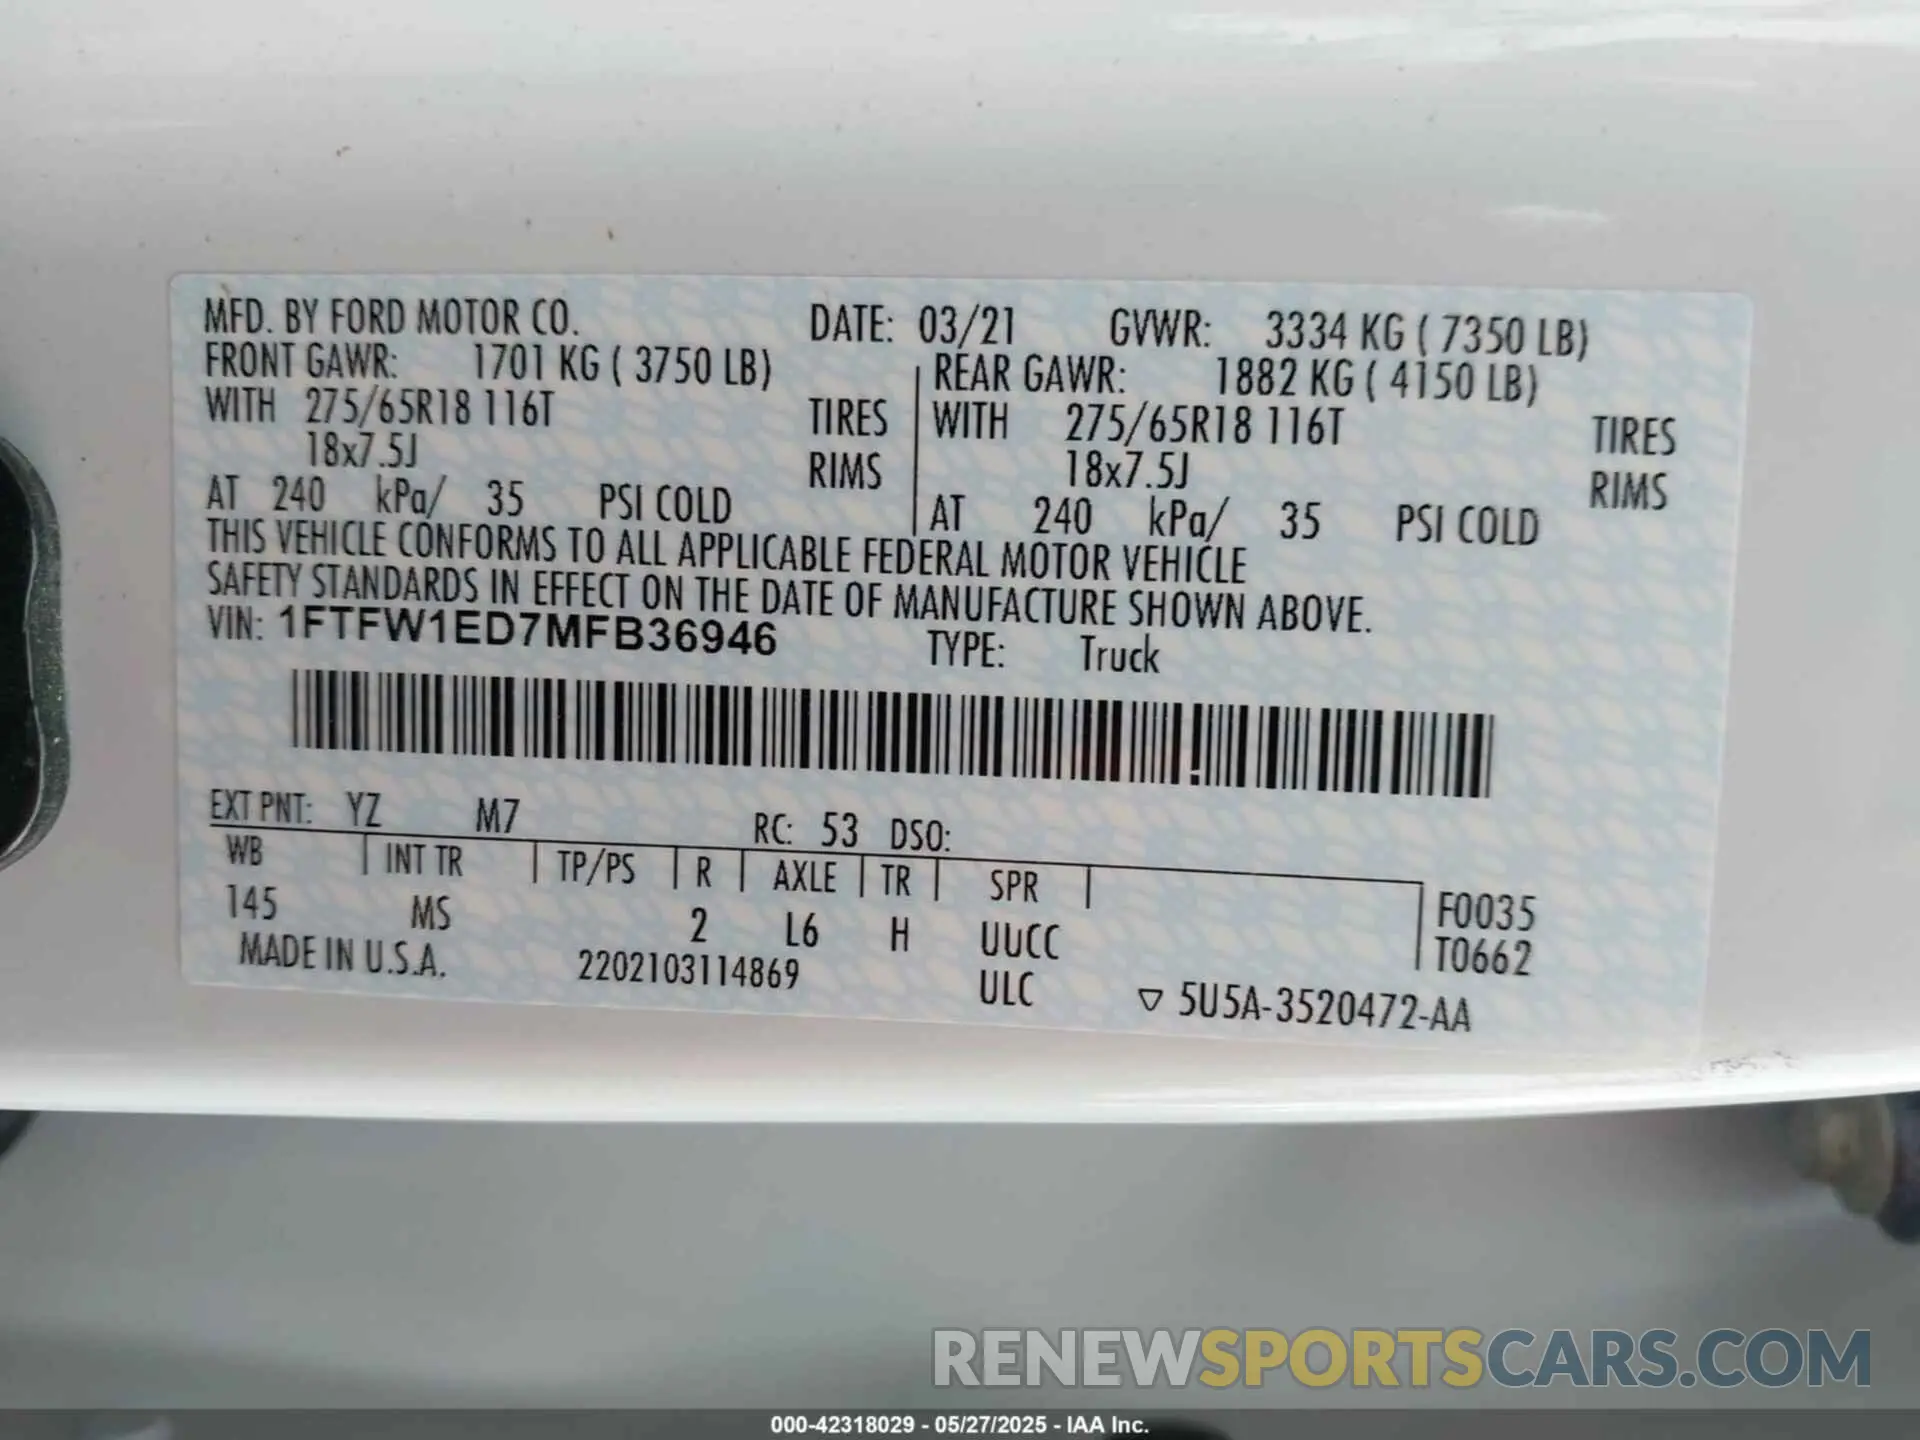 MFD. BY FORD MOTOR CO. DATE: 03/21 GVWR: 3334 KG ( 7350 LB)
FRONT GAWR: 1701 KG ( 3750 LB) REAR GAWR: 1882 KG ( 4150 LB)
WITH 275/65R18 116T TIRES WITH 275/65R18 116T TIRES
18x7.5J RIMS 18x7.5J RIMS
AT 240 kPa/ 35 PSI COLD AT 240 kPa/ 35 PSI COLD
THIS VEHICLE CONFORMS TO ALL APPLICABLE FEDERAL MOTOR VEHICLE
SAFETY STANDARDS IN EFFECT ON THE DATE OF MANUFACTURE SHOWN ABOVE.
VIN: 1FTFW1ED7MFB36946 TYPE: Truck
EXT PNT: YZ M7 RC: 53 DSO:
WB INT TR TP/PS R AXLE TR SPR
145 MS 2 L6 H UUCC F0035
T0662
MADE IN U.S.A. 2202103114869 ULC ▽ 5U5A-3520472-AA
RENEWSPORTSCARS.COM
000-42318029 - 05/27/2025 - IAA Inc.